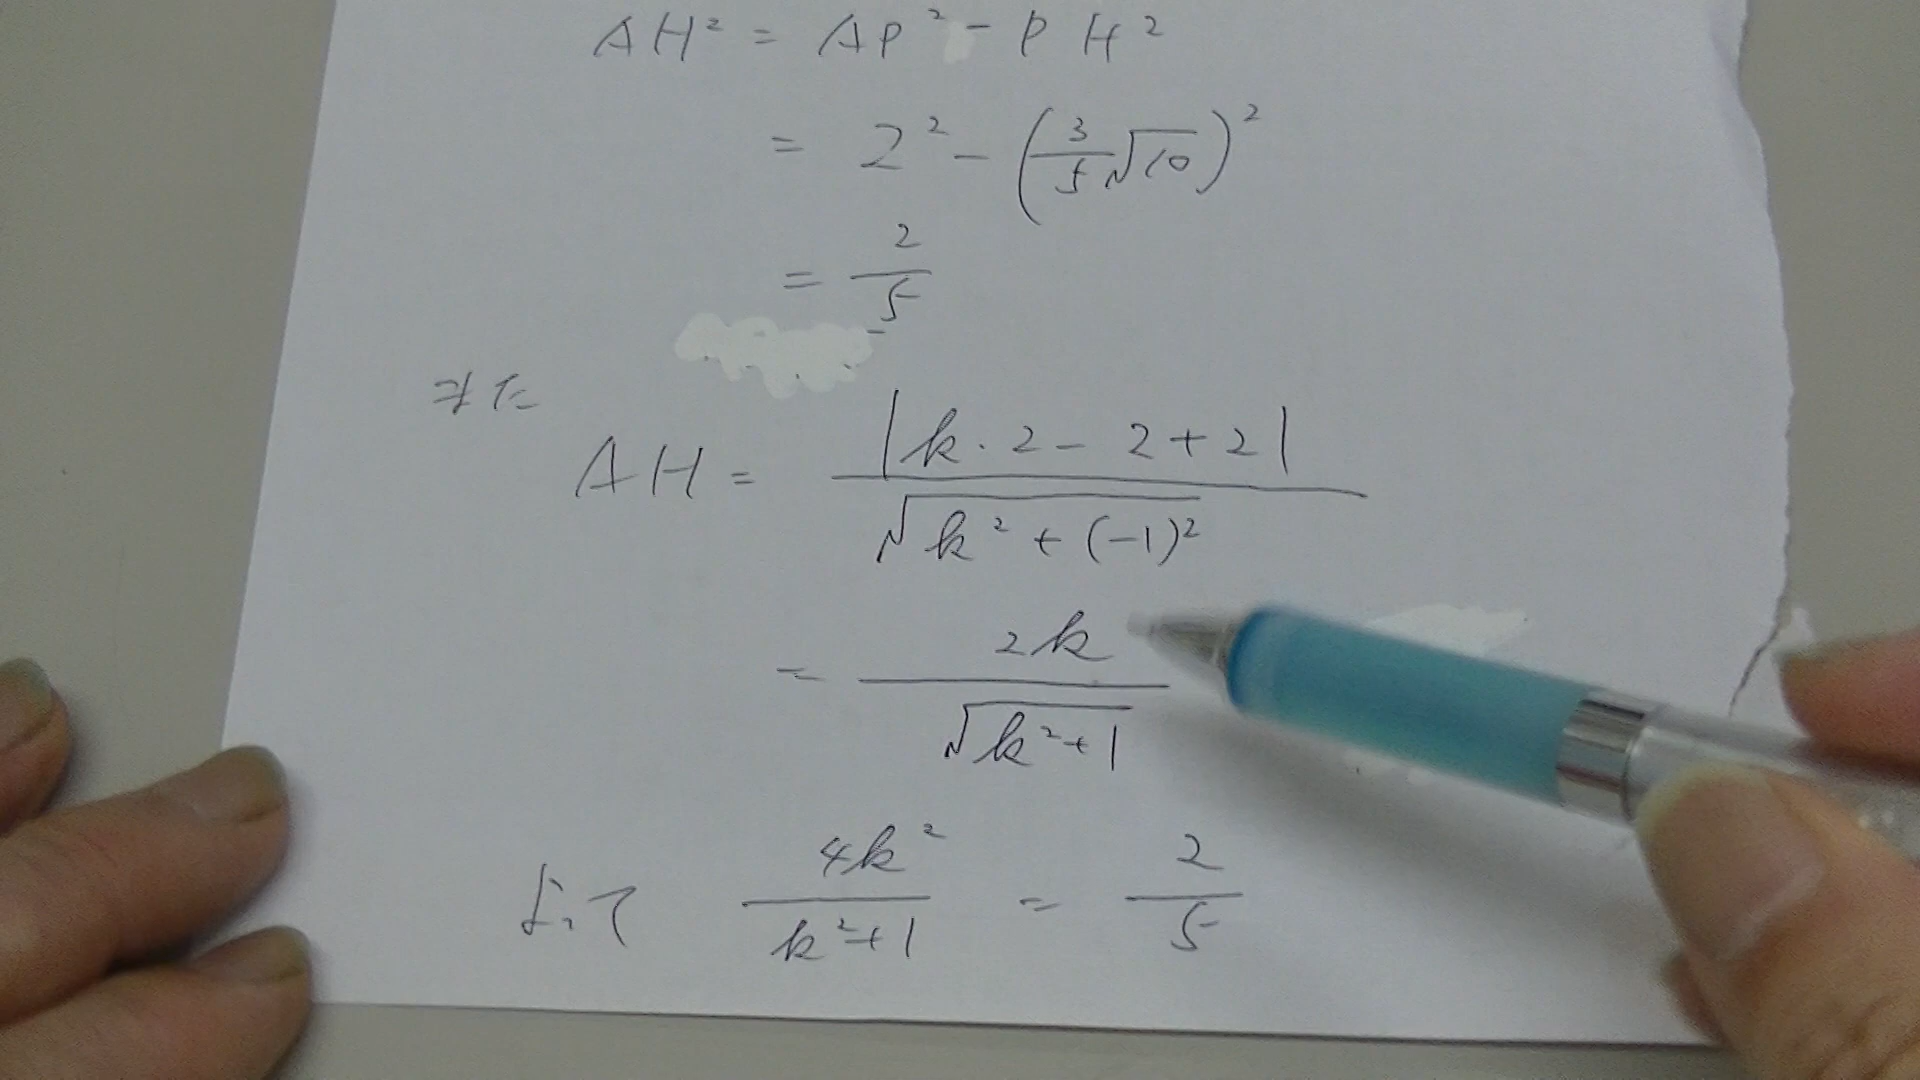 AH² = AP² - PH²
= 2² - (3/5 √10)²
= 2/5
また
AH = |k・2 - 2 + 2| / √(k² + (-1)²)
= 2k / √(k²+1)
よって 4k² / (k²+1) = 2/5